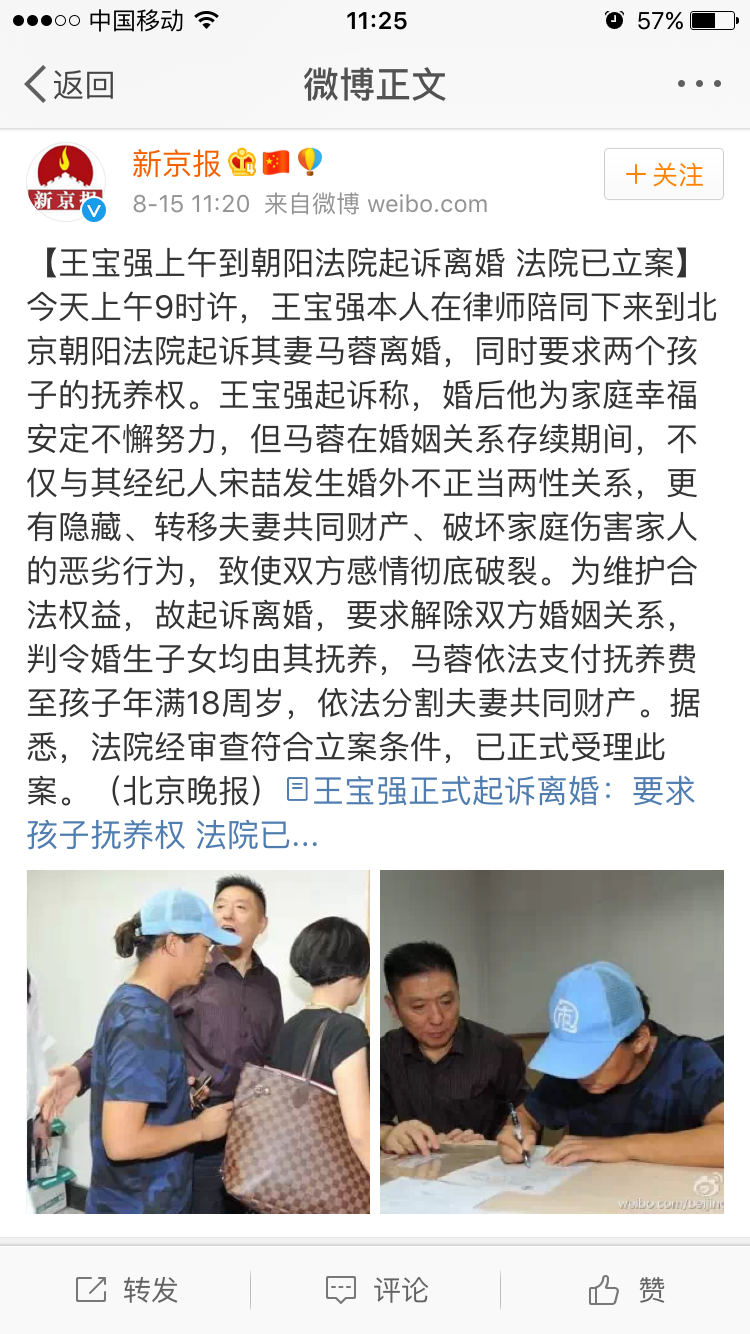 中国移动 11:25 57%
返回 微博正文
新京报
新京报 +关注
8-15 11:20 来自微博 weibo.com
【王宝强上午到朝阳法院起诉离婚 法院已立案】
今天上午9时许，王宝强本人在律师陪同下来到北
京朝阳法院起诉其妻马蓉离婚，同时要求两个孩
子的抚养权。王宝强起诉称，婚后他为家庭幸福
安定不懈努力，但马蓉在婚姻关系存续期间，不
仅与其经纪人宋喆发生婚外不正当两性关系，更
有隐藏、转移夫妻共同财产、破坏家庭伤害家人
的恶劣行为，致使双方感情彻底破裂。为维护合
法权益，故起诉离婚，要求解除双方婚姻关系，
判令婚生子女均由其抚养，马蓉依法支付抚养费
至孩子年满18周岁，依法分割夫妻共同财产。据
悉，法院经审查符合立案条件，已正式受理此
案。（北京晚报）王宝强正式起诉离婚：要求
孩子抚养权 法院已...
转发 评论 赞